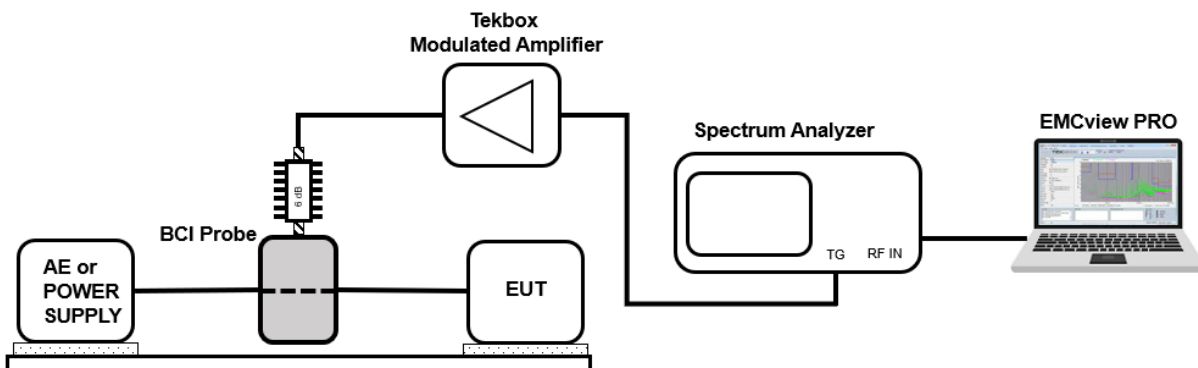 Tekbox
Modulated Amplifier
Spectrum Analyzer
EMCview PRO
6 dB
BCI Probe
TG
RF IN
AE or
POWER
SUPPLY
EUT